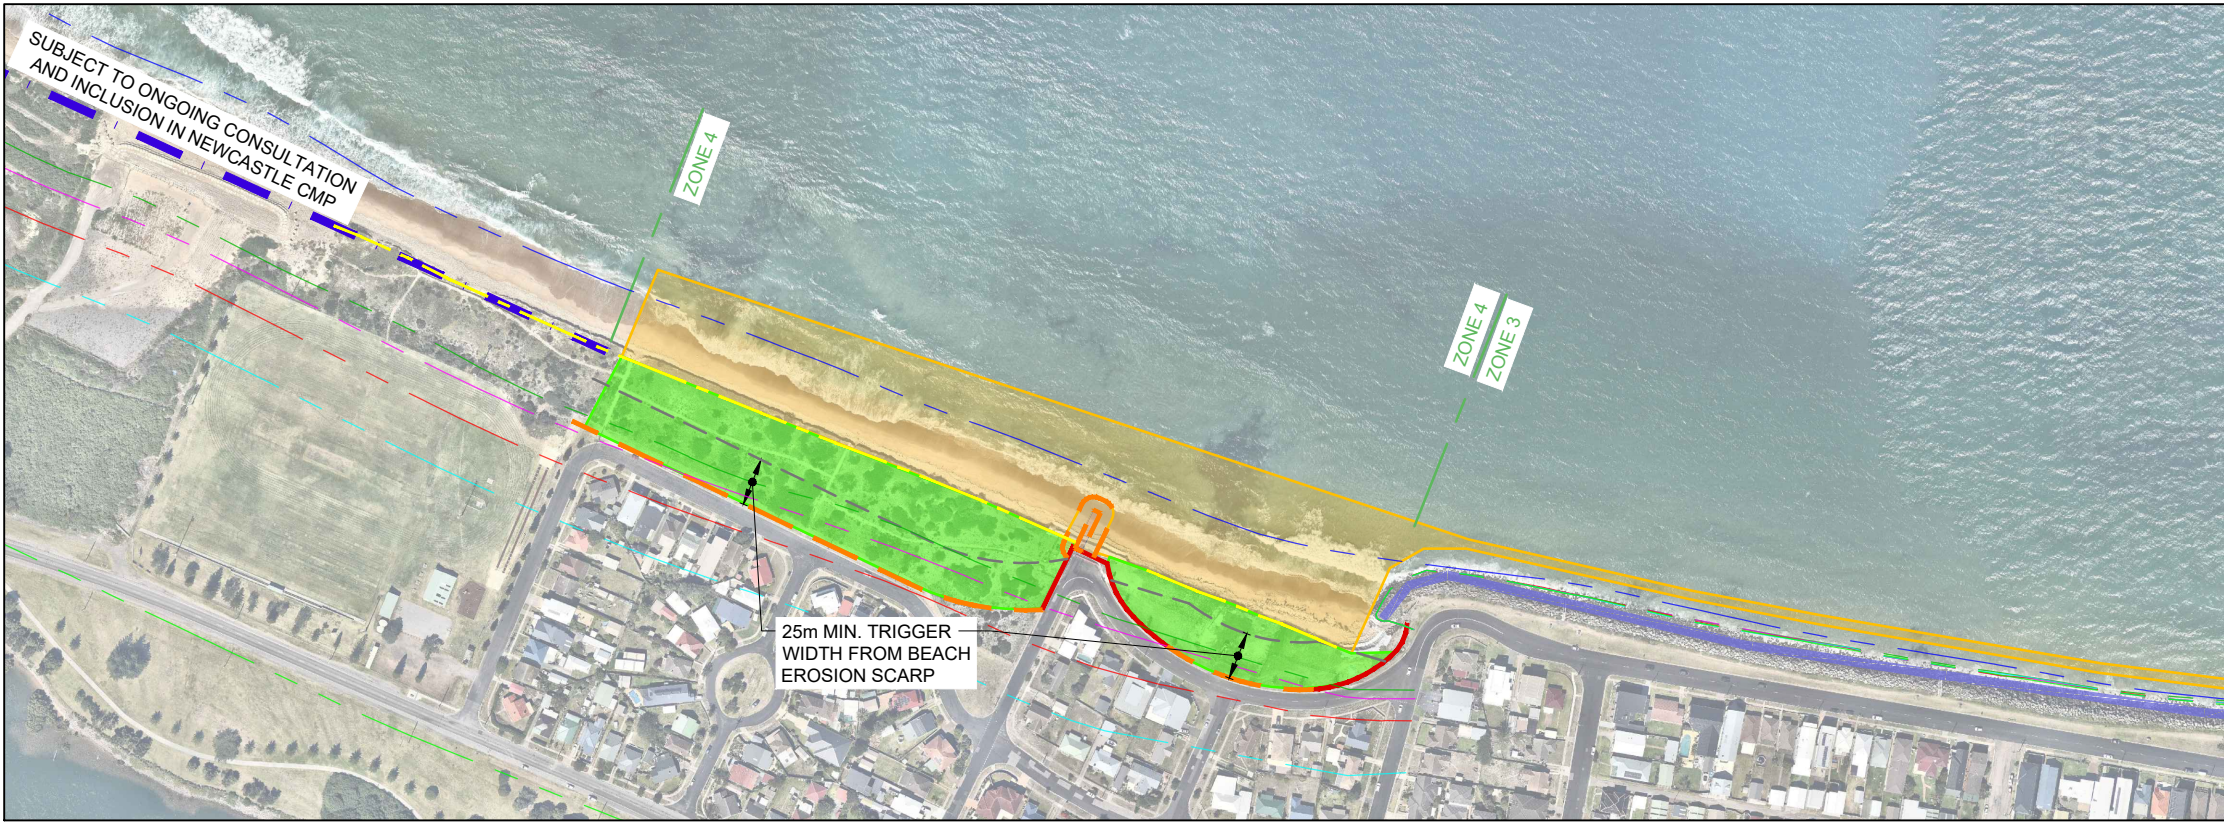 SUBJECT TO ONGOING CONSULTATION
AND INCLUSION IN NEWCASTLE CMP
ZONE 4
ZONE 4
ZONE 3
25m MIN. TRIGGER
WIDTH FROM BEACH
EROSION SCARP